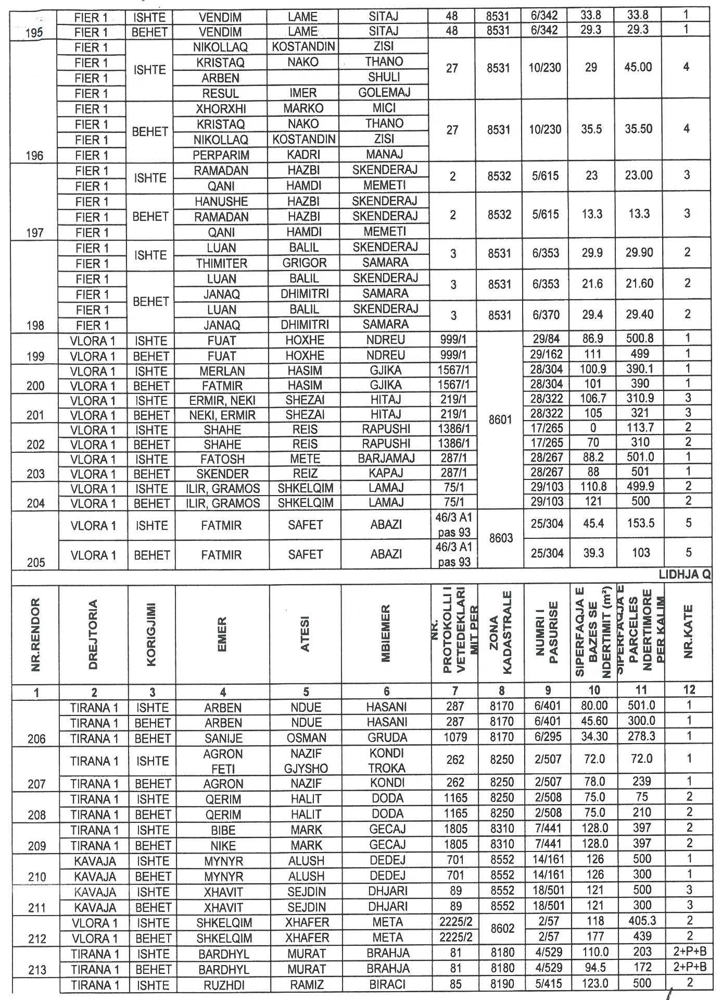 FIER 1 ISHTE VENDIM LAME SITAJ 48 8531 6/342 33.8 33.8 1
195 FIER 1 BEHET VENDIM LAME SITAJ 48 8531 6/342 29.3 29.3 1
FIER 1 NIKOLLAQ KOSTANDIN ZISI
FIER 1 KRISTAQ NAKO THANO
ISHTE 27 8531 10/230 29 45.00 4
FIER 1 ARBEN SHULI
FIER 1 RESUL IMER GOLEMAJ
FIER 1 XHORXHI MARKO MICI
FIER 1 KRISTAQ NAKO THANO
BEHET 27 8531 10/230 35.5 35.50 4
FIER 1 NIKOLLAQ KOSTANDIN ZISI
196 FIER 1 PERPARIM KADRI MANAJ
FIER 1 RAMADAN HAZBI SKENDERAJ
ISHTE 2 8532 5/615 23 23.00 3
FIER 1 QANI HAMDI MEMETI
FIER 1 HANUSHE HAZBI SKENDERAJ
FIER 1 BEHET RAMADAN HAZBI SKENDERAJ 2 8532 5/615 13.3 13.3 3
197 FIER 1 QANI HAMDI MEMETI
FIER 1 LUAN BALIL SKENDERAJ
ISHTE 3 8531 6/353 29.9 29.90 2
FIER 1 THIMITER GRIGOR SAMARA
FIER 1 LUAN BALIL SKENDERAJ
3 8531 6/353 21.6 21.60 2
FIER 1 JANAQ DHIMITRI SAMARA
BEHET
FIER 1 LUAN BALIL SKENDERAJ
3 8531 6/370 29.4 29.40 2
198 FIER 1 JANAQ DHIMITRI SAMARA
VLORA 1 ISHTE FUAT HOXHE NDREU 999/1 29/84 86.9 500.8 1
199 VLORA 1 BEHET FUAT HOXHE NDREU 999/1 29/162 111 499 1
VLORA 1 ISHTE MERLAN HASIM GJIKA 1567/1 28/304 100.9 390.1 1
200 VLORA 1 BEHET FATMIR HASIM GJIKA 1567/1 28/304 101 390 1
VLORA 1 ISHTE ERMIR, NEKI SHEZAI HITAJ 219/1 28/322 106.7 310.9 3
201 VLORA 1 BEHET NEKI, ERMIR SHEZAI HITAJ 219/1 28/322 105 321 3
8601
VLORA 1 ISHTE SHAHE REIS RAPUSHI 1386/1 17/265 0 113.7 2
202 VLORA 1 BEHET SHAHE REIS RAPUSHI 1386/1 17/265 70 310 2
VLORA 1 ISHTE FATOSH METE BARJAMAJ 287/1 28/267 88.2 501.0 1
203 VLORA 1 BEHET SKENDER REIZ KAPAJ 287/1 28/267 88 501 1
VLORA 1 ISHTE ILIR, GRAMOS SHKELQIM LAMAJ 75/1 29/103 110.8 499.9 2
204 VLORA 1 BEHET ILIR, GRAMOS SHKELQIM LAMAJ 75/1 29/103 121 500 2
46/3 A1
VLORA 1 ISHTE FATMIR SAFET ABAZI 25/304 45.4 153.5 5
pas 93
8603
46/3 A1
VLORA 1 BEHET FATMIR SAFET ABAZI 25/304 39.3 103 5
205 pas 93
LIDHJA Q
NR.RENDOR
DREJTORIA
KORIGJIMI
EMER
ATESI
MBIEMER
NR.
PROTOKOLLI I
VETEDEKLARI
MIT PER
ZONA
KADASTRALE
NUMRI I
PASURISE
SIPERFAQJA E
BAZES SE
NDERTIMIT (m²)
SIPERFAQJA E
PARCELES
NDERTIMORE
PER KALIM
NR.KATE
1 2 3 4 5 6 7 8 9 10 11 12
TIRANA 1 ISHTE ARBEN NDUE HASANI 287 8170 6/401 80.00 501.0 1
TIRANA 1 BEHET ARBEN NDUE HASANI 287 8170 6/401 45.60 300.0 1
206 TIRANA 1 BEHET SANIJE OSMAN GRUDA 1079 8170 6/295 34.30 278.3 1
AGRON NAZIF KONDI
TIRANA 1 ISHTE 262 8250 2/507 72.0 72.0 1
FETI GJYSHO TROKA
207 TIRANA 1 BEHET AGRON NAZIF KONDI 262 8250 2/507 78.0 239 1
TIRANA 1 ISHTE QERIM HALIT DODA 1165 8250 2/508 75.0 75 2
208 TIRANA 1 BEHET QERIM HALIT DODA 1165 8250 2/508 75.0 210 2
TIRANA 1 ISHTE BIBE MARK GECAJ 1805 8310 7/441 128.0 397 2
209 TIRANA 1 BEHET NIKE MARK GECAJ 1805 8310 7/441 128.0 397 2
KAVAJA ISHTE MYNYR ALUSH DEDEJ 701 8552 14/161 126 500 1
210 KAVAJA BEHET MYNYR ALUSH DEDEJ 701 8552 14/161 126 300 1
KAVAJA ISHTE XHAVIT SEJDIN DHJARI 89 8552 18/501 121 500 3
211 KAVAJA BEHET XHAVIT SEJDIN DHJARI 89 8552 18/501 121 300 3
VLORA 1 ISHTE SHKELQIM XHAFER META 2225/2 2/57 118 405.3 2
8602
212 VLORA 1 BEHET SHKELQIM XHAFER META 2225/2 2/57 177 439 2
TIRANA 1 ISHTE BARDHYL MURAT BRAHJA 81 8180 4/529 110.0 203 2+P+B
213 TIRANA 1 BEHET BARDHYL MURAT BRAHJA 81 8180 4/529 94.5 172 2+P+B
TIRANA 1 ISHTE RUZHDI RAMIZ BIRACI 85 8190 5/415 123.0 500 2